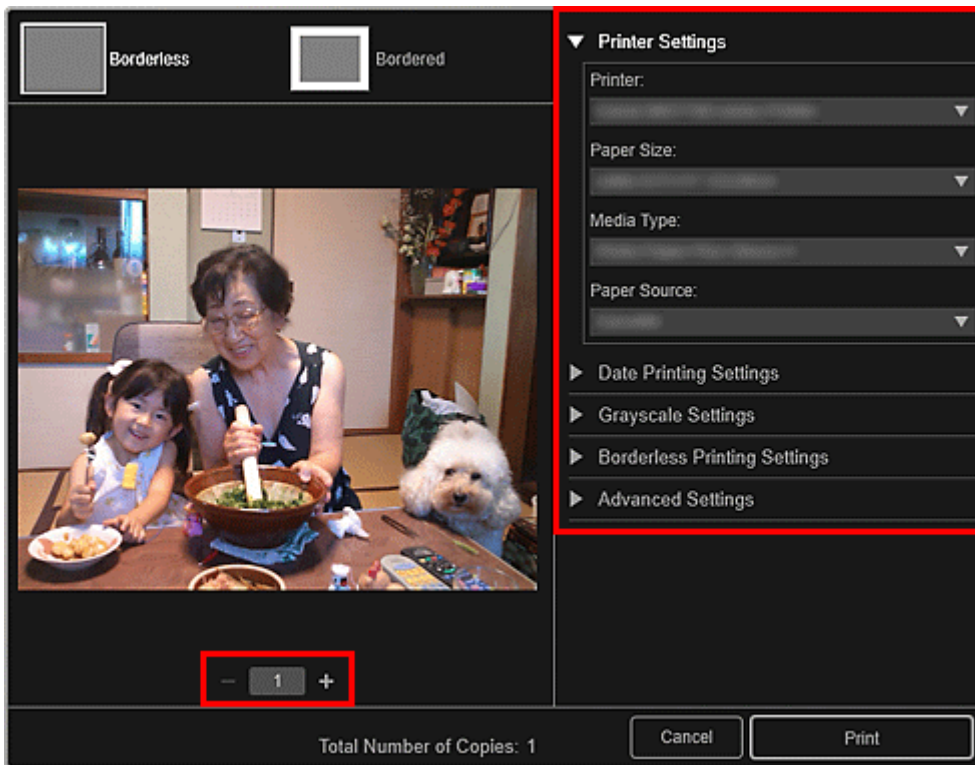 Borderless
Bordered
Printer Settings
Printer:
Paper Size:
Media Type:
Paper Source:
Date Printing Settings
Grayscale Settings
Borderless Printing Settings
Advanced Settings
1
Total Number of Copies: 1
Cancel
Print